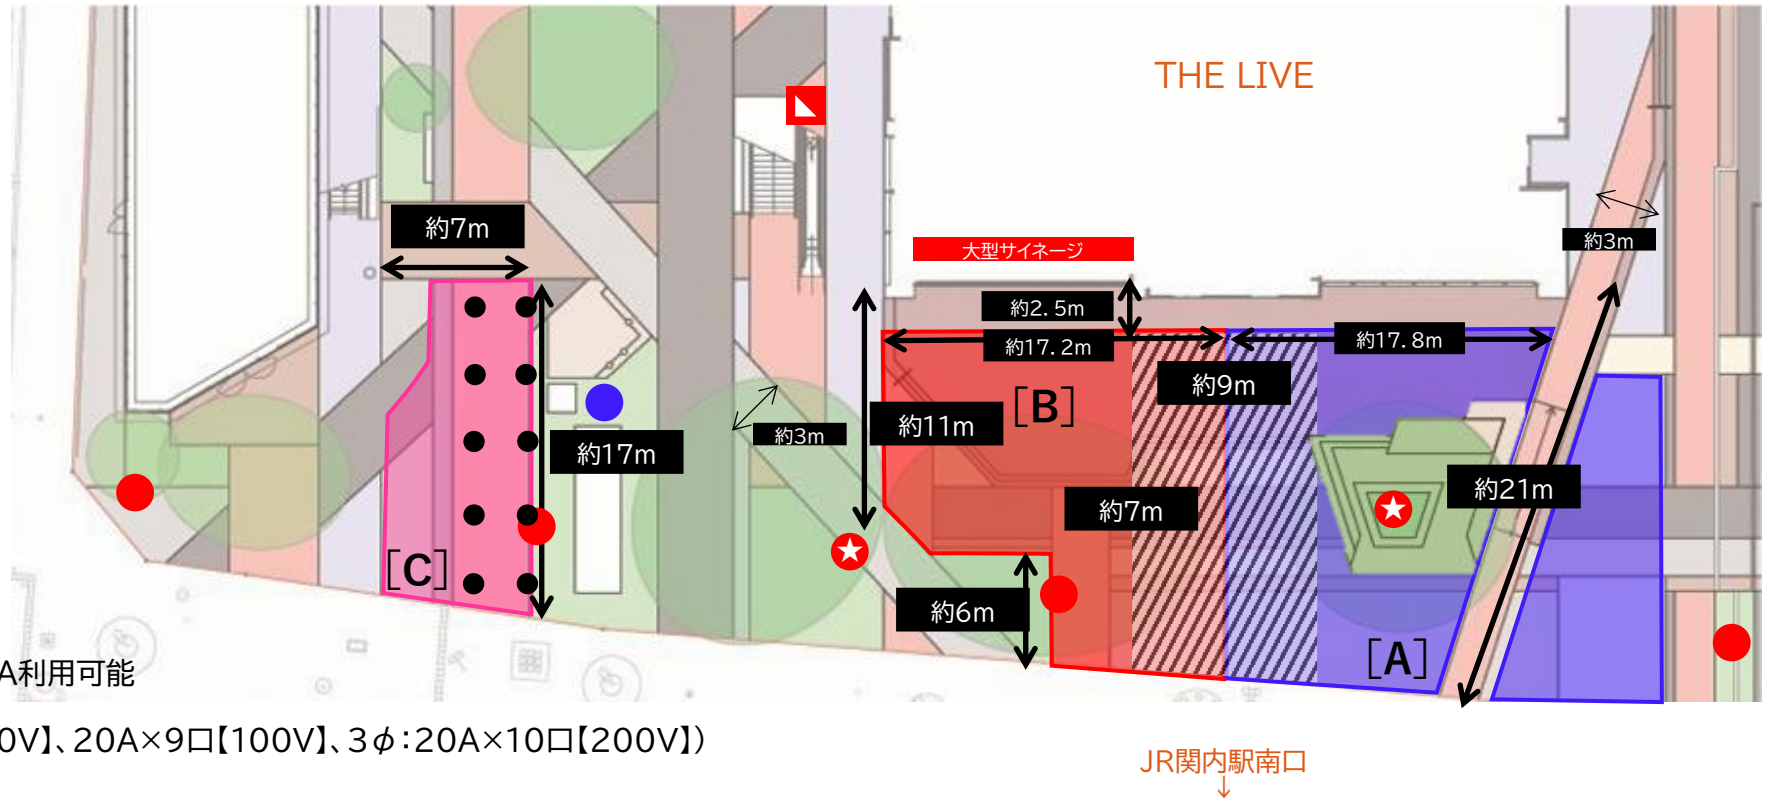 THE LIVE
約7m
約3m
大型サイネージ
約2.5m
約17.2m
約17.8m
約9m
[B]
約11m
約3m
約17m
約21m
約7m
[C]
約6m
[A]
A利用可能
0V】、20A×9口【100V】、3φ:20A×10口【200V】)
JR関内駅南口
↓